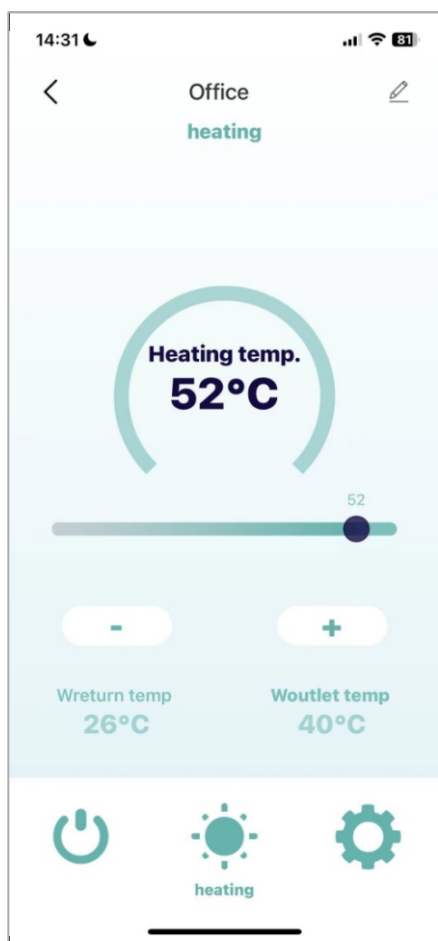 14:31
81
Office
heating
Heating temp.
52°C
52
-
+
Wreturn temp
Woutlet temp
26°C
40°C
heating